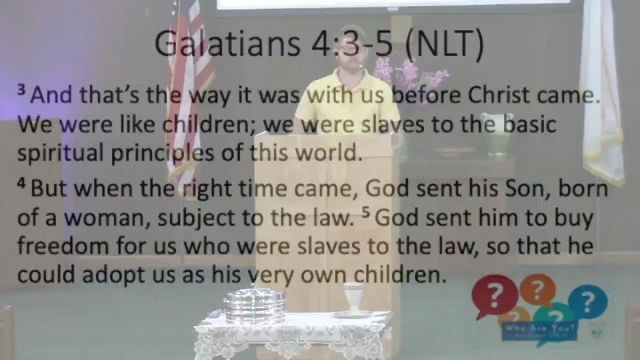 Galatians 4:3-5 (NLT)
³ And that's the way it was with us before Christ came.
We were like children; we were slaves to the basic
spiritual principles of this world.
⁴ But when the right time came, God sent his Son, born
of a woman, subject to the law. ⁵ God sent him to buy
freedom for us who were slaves to the law, so that he
could adopt us as his very own children.
? ? ?
Who Are You?